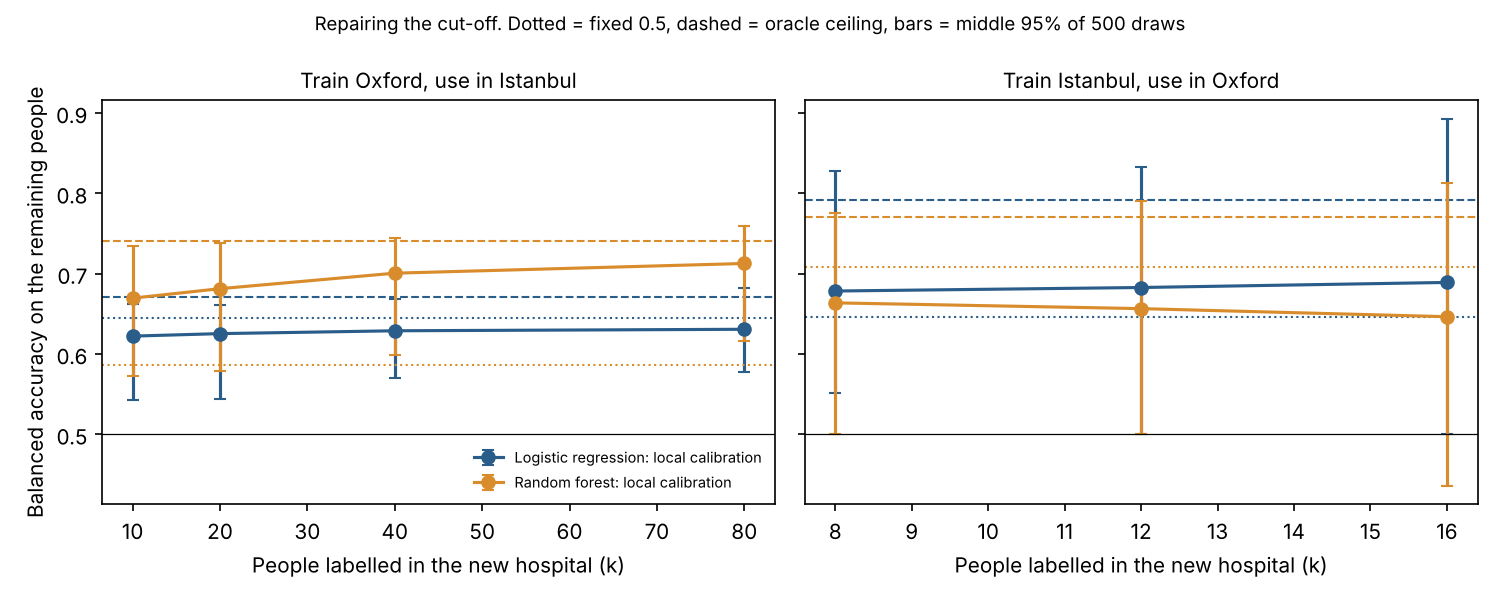 Repairing the cut-off. Dotted = fixed 0.5, dashed = oracle ceiling, bars = middle 95% of 500 draws
Train Oxford, use in Istanbul
Train Istanbul, use in Oxford
Balanced accuracy on the remaining people
0.9
0.8
0.7
0.6
0.5
Logistic regression: local calibration
Random forest: local calibration
10 20 30 40 50 60 70 80
8 9 10 11 12 13 14 15 16
People labelled in the new hospital (k)
People labelled in the new hospital (k)